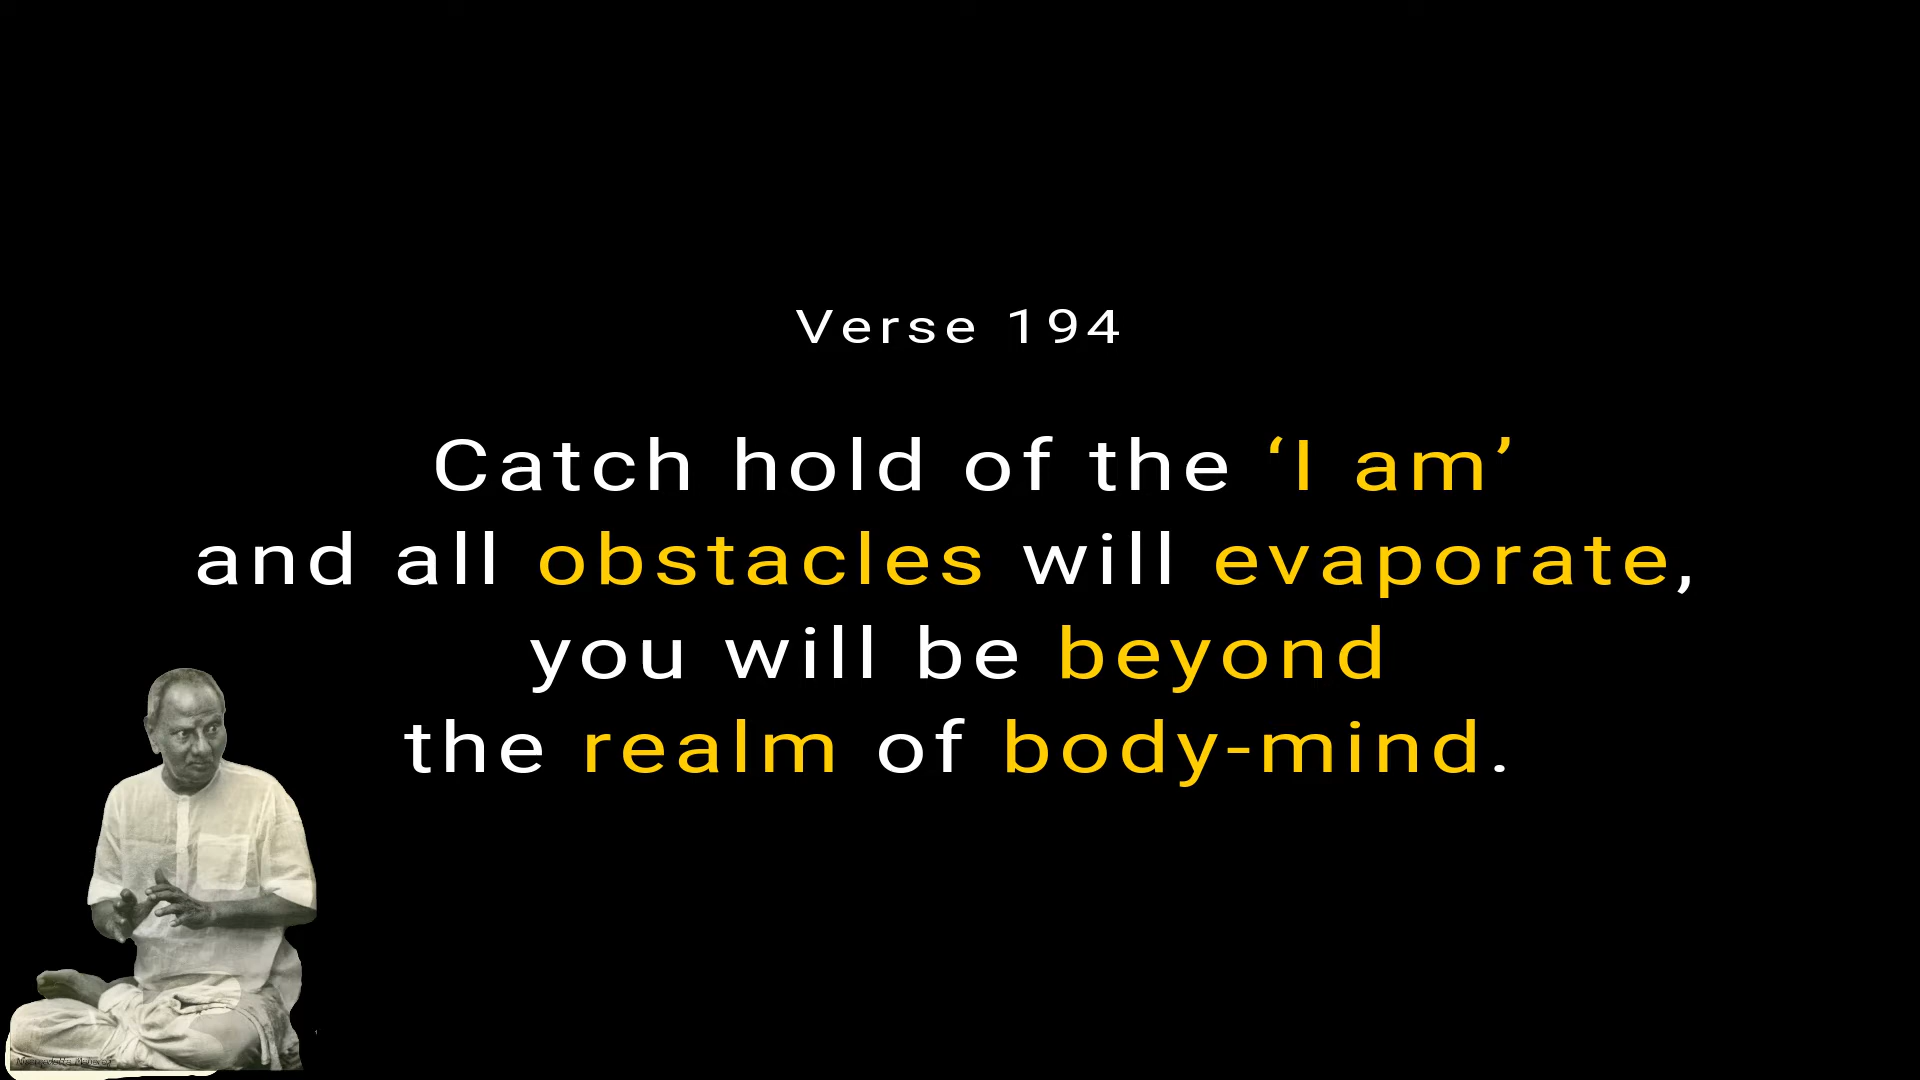 Verse 194
Catch hold of the ‘I am’
and all obstacles will evaporate,
you will be beyond
the realm of body-mind.